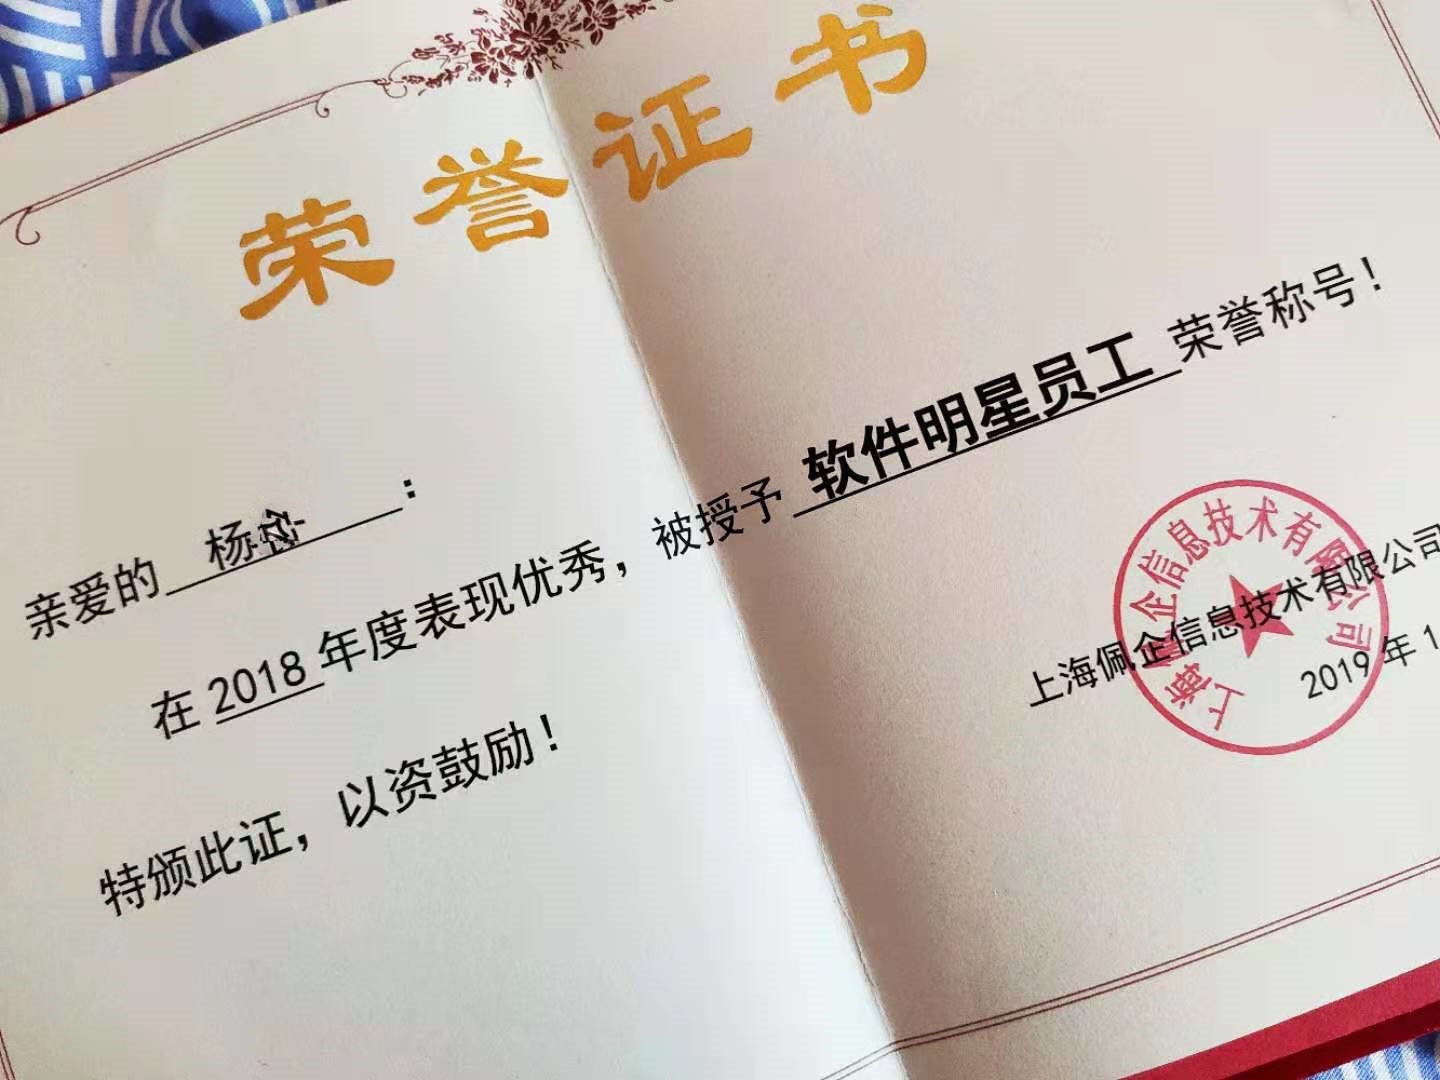 荣誉证书
亲爱的 杨 :
在 2018 年度表现优秀，被授予 软件明星员工 荣誉称号！
特颁此证，以资鼓励！
上海佩企信息技术有限公司
2019 年 1
上海佩企信息技术有限公司